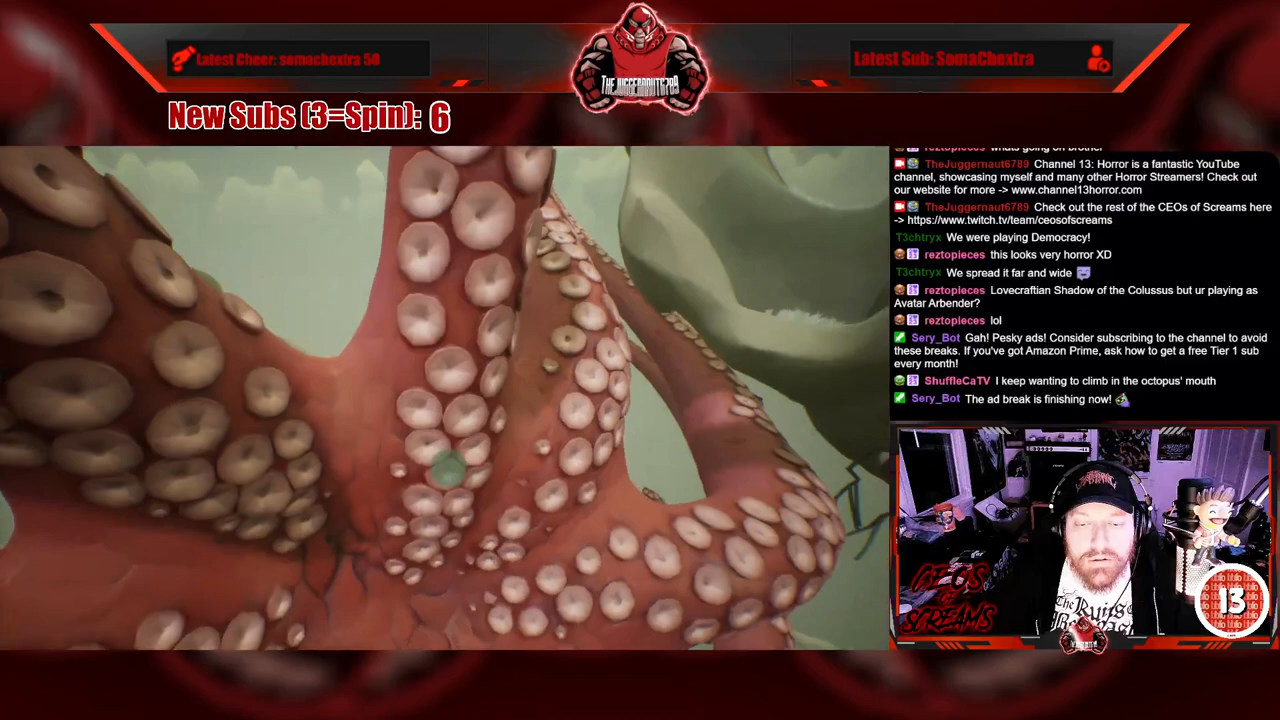 Latest Cheer: somachextra 50
THEJUGGERNAUT6789
Latest Sub: SomaChextra
New Subs (3=Spin): 6
reztopieces whats going on brother
TheJuggernaut6789 Channel 13: Horror is a fantastic YouTube
channel, showcasing myself and many other Horror Streamers! Check out
our website for more -> www.channel13horror.com
TheJuggernaut6789 Check out the rest of the CEOs of Screams here
-> https://www.twitch.tv/team/ceosofscreams
T3chtryx We were playing Democracy!
reztopieces this looks very horror XD
T3chtryx We spread it far and wide
reztopieces Lovecraftian Shadow of the Colussus but ur playing as
Avatar Arbender?
reztopieces lol
Sery_Bot Gah! Pesky ads! Consider subscribing to the channel to avoid
these breaks. If you've got Amazon Prime, ask how to get a free Tier 1 sub
every month!
ShuffleCaTV I keep wanting to climb in the octopus' mouth
Sery_Bot The ad break is finishing now!
CEOS
OF
SCREAMS
The Ruins
13